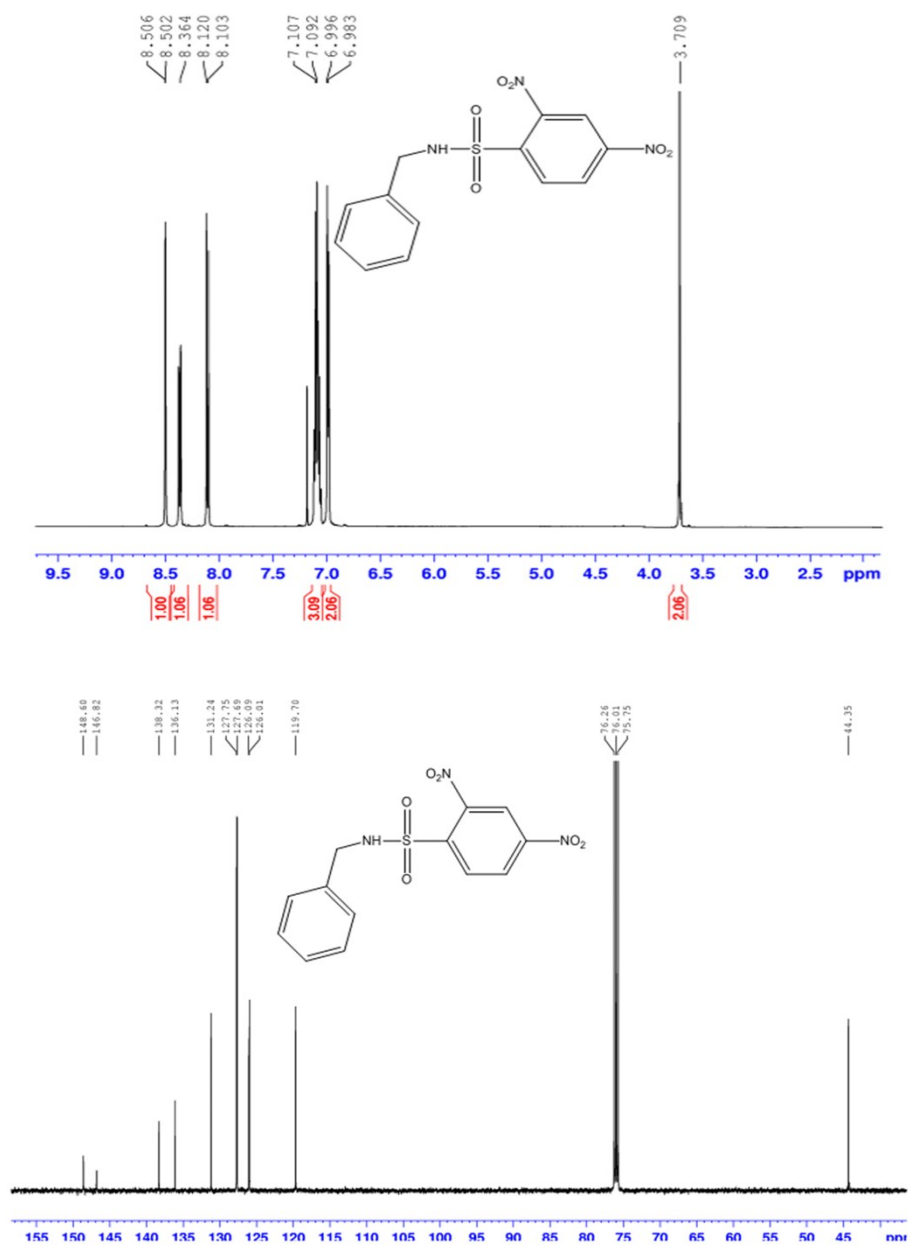 8.506
8.502
8.364
8.120
8.103
7.107
7.092
6.996
6.983
3.709
O₂N
O
NH
S
NO₂
O
9.5 9.0 8.5 8.0 7.5 7.0 6.5 6.0 5.5 5.0 4.5 4.0 3.5 3.0 2.5 ppm
1.00
1.06
1.06
3.09
2.06
2.06
148.60
146.82
138.32
136.13
131.24
127.75
127.69
126.09
126.01
119.70
76.26
76.01
75.75
44.35
O₂N
O
NH
S
NO₂
O
155 150 145 140 135 130 125 120 115 110 105 100 95 90 85 80 75 70 65 60 55 50 45 ppm